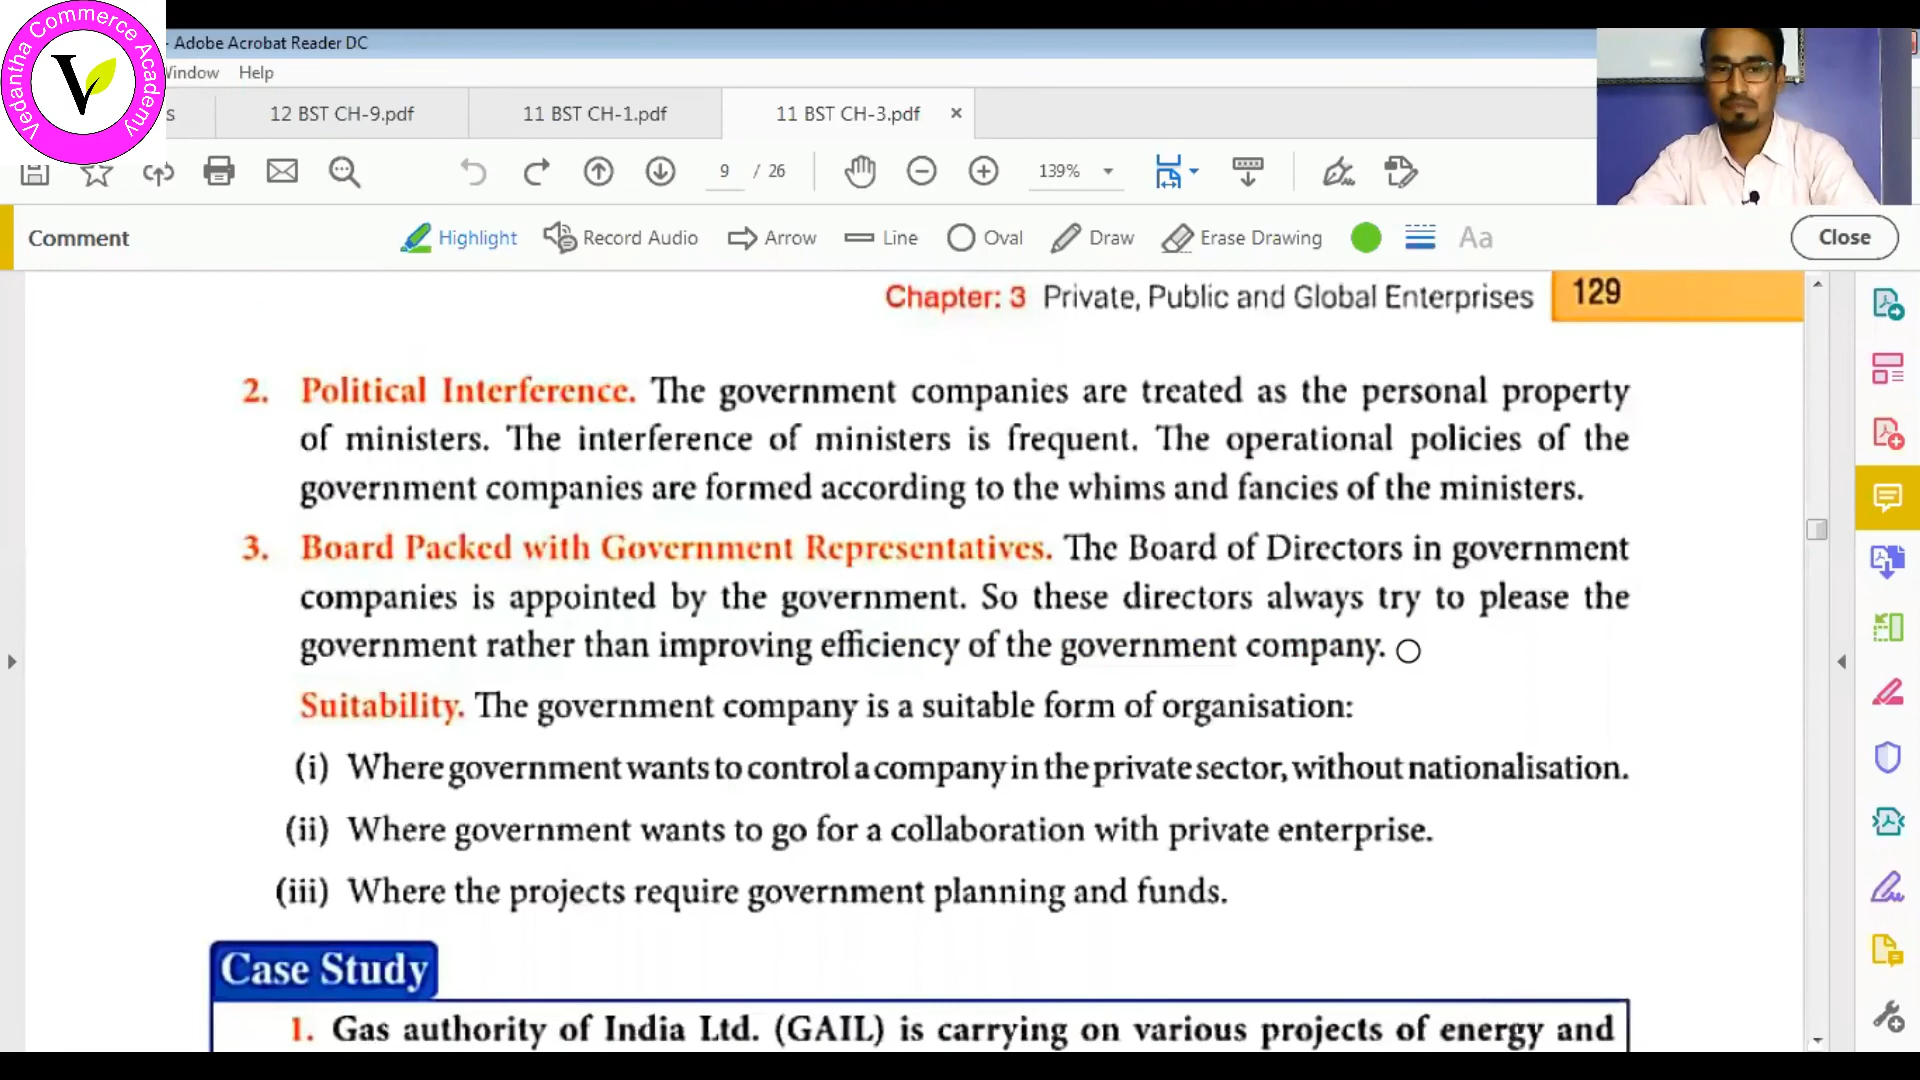 Vedantha Commerce Academy
V
- Adobe Acrobat Reader DC
Window Help
s 12 BST CH-9.pdf 11 BST CH-1.pdf 11 BST CH-3.pdf ×
9 / 26 139%
Comment Highlight Record Audio Arrow Line Oval Draw Erase Drawing Aa Close
Chapter: 3 Private, Public and Global Enterprises 129
2. Political Interference. The government companies are treated as the personal property
of ministers. The interference of ministers is frequent. The operational policies of the
government companies are formed according to the whims and fancies of the ministers.
3. Board Packed with Government Representatives. The Board of Directors in government
companies is appointed by the government. So these directors always try to please the
government rather than improving efficiency of the government company.
Suitability. The government company is a suitable form of organisation:
(i) Where government wants to control a company in the private sector, without nationalisation.
(ii) Where government wants to go for a collaboration with private enterprise.
(iii) Where the projects require government planning and funds.
Case Study
1. Gas authority of India Ltd. (GAIL) is carrying on various projects of energy and